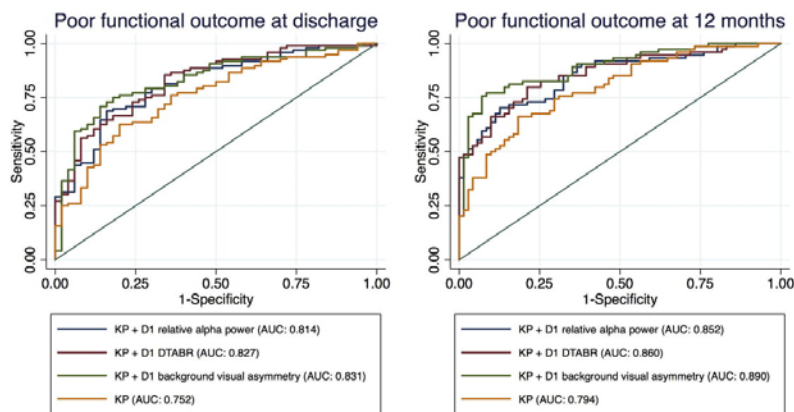 Poor functional outcome at discharge
Sensitivity
1.00
0.75
0.50
0.25
0.00
0.00 0.25 0.50 0.75 1.00
1-Specificity
KP + D1 relative alpha power (AUC: 0.814)
KP + D1 DTABR (AUC: 0.827)
KP + D1 background visual asymmetry (AUC: 0.831)
KP (AUC: 0.752)
Poor functional outcome at 12 months
Sensitivity
1.00
0.75
0.50
0.25
0.00
0.00 0.25 0.50 0.75 1.00
1-Specificity
KP + D1 relative alpha power (AUC: 0.852)
KP + D1 DTABR (AUC: 0.860)
KP + D1 background visual asymmetry (AUC: 0.890)
KP (AUC: 0.794)